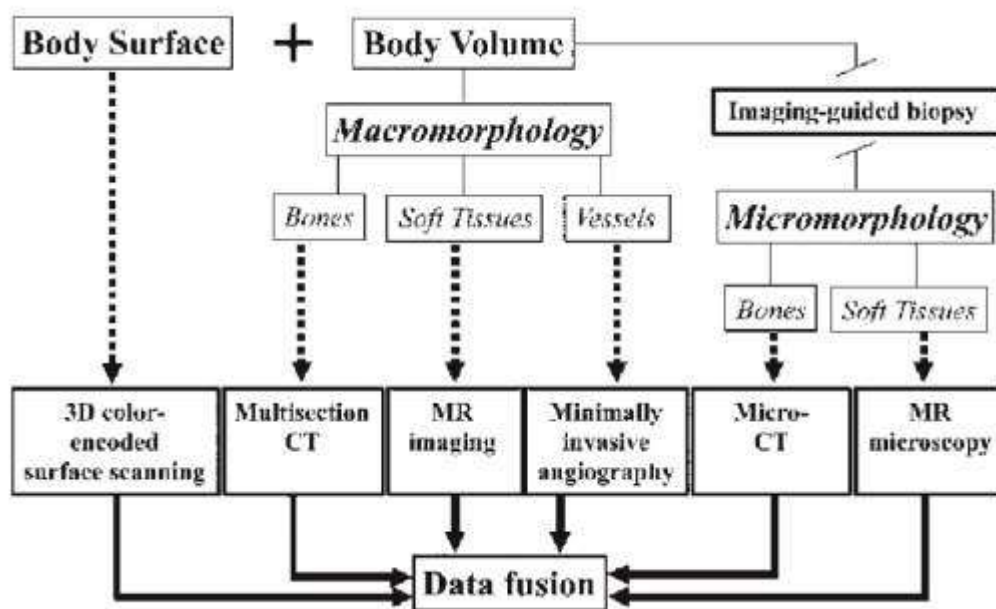 Body Surface + Body Volume
Imaging-guided biopsy
Macromorphology
Bones Soft Tissues Vessels
Micromorphology
Bones Soft Tissues
3D color-
encoded
surface scanning
Multisection
CT
MR
imaging
Minimally
invasive
angiography
Micro-
CT
MR
microscopy
Data fusion